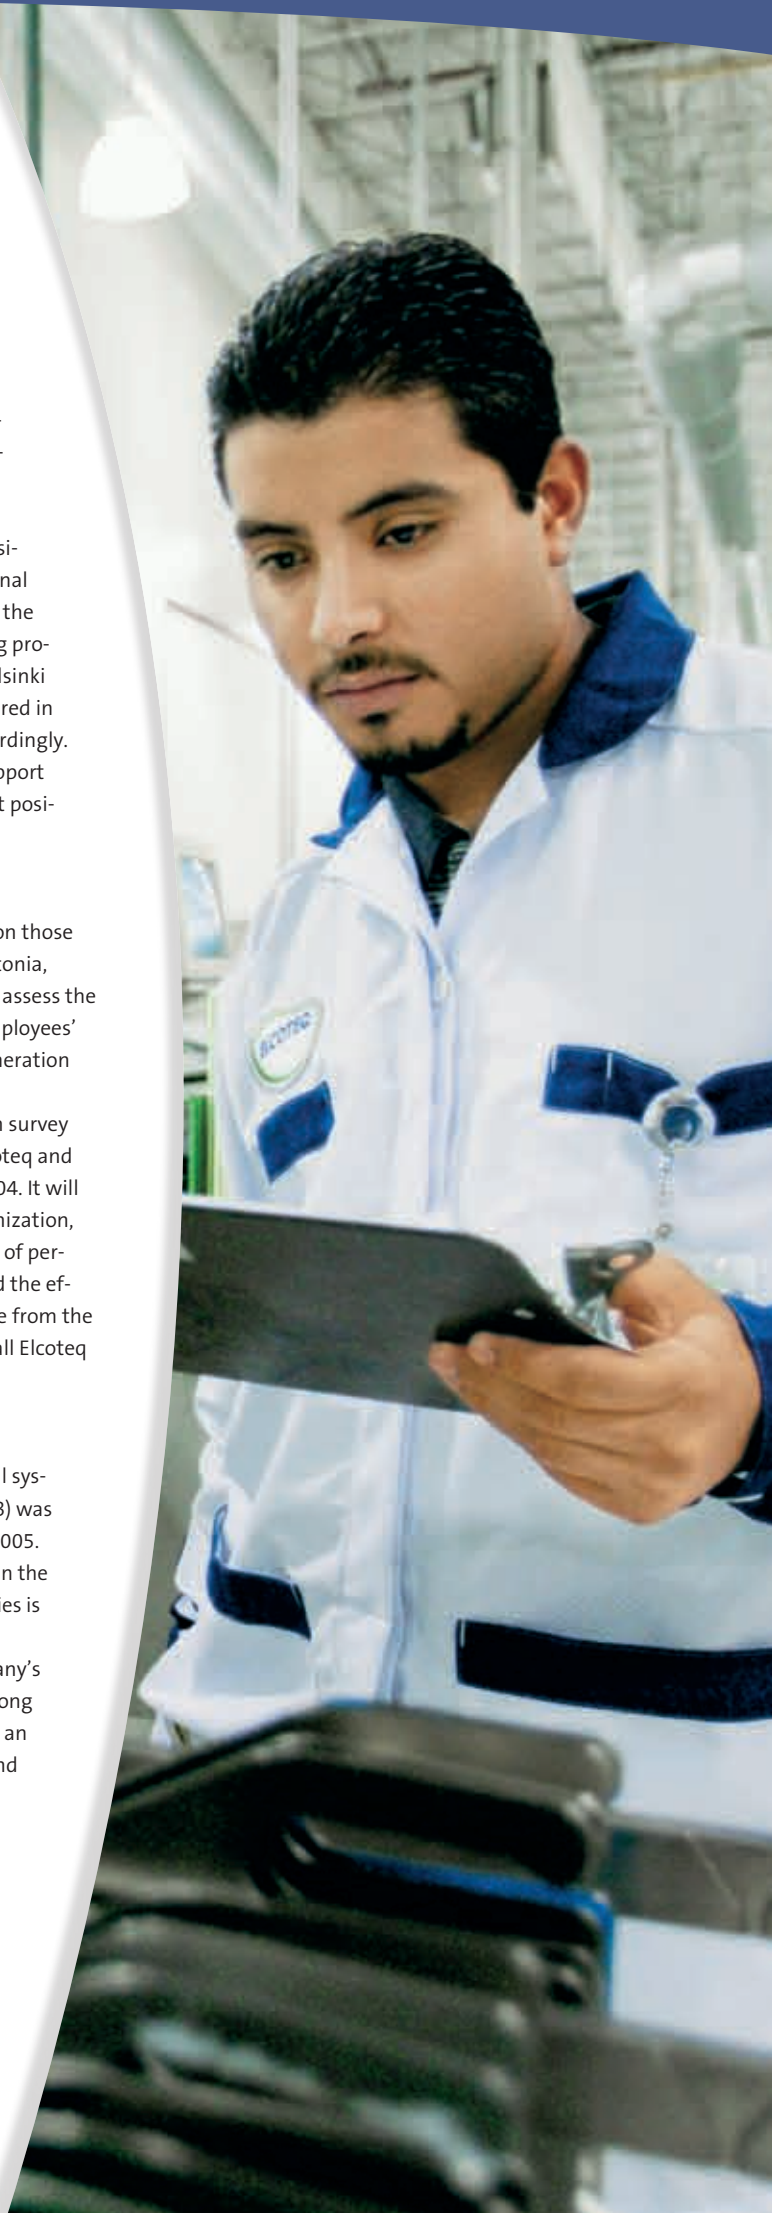 si-
nal
the
g pro-
lsinki
red in
rdingly.
pport
t posi-
on those
tonia,
assess the
ployees'
neration
n survey
oteq and
04. It will
nization,
of per-
d the ef-
e from the
all Elcoteq
l sys-
3) was
005.
n the
ies is
any's
ong
an
nd
ELCOTEQ